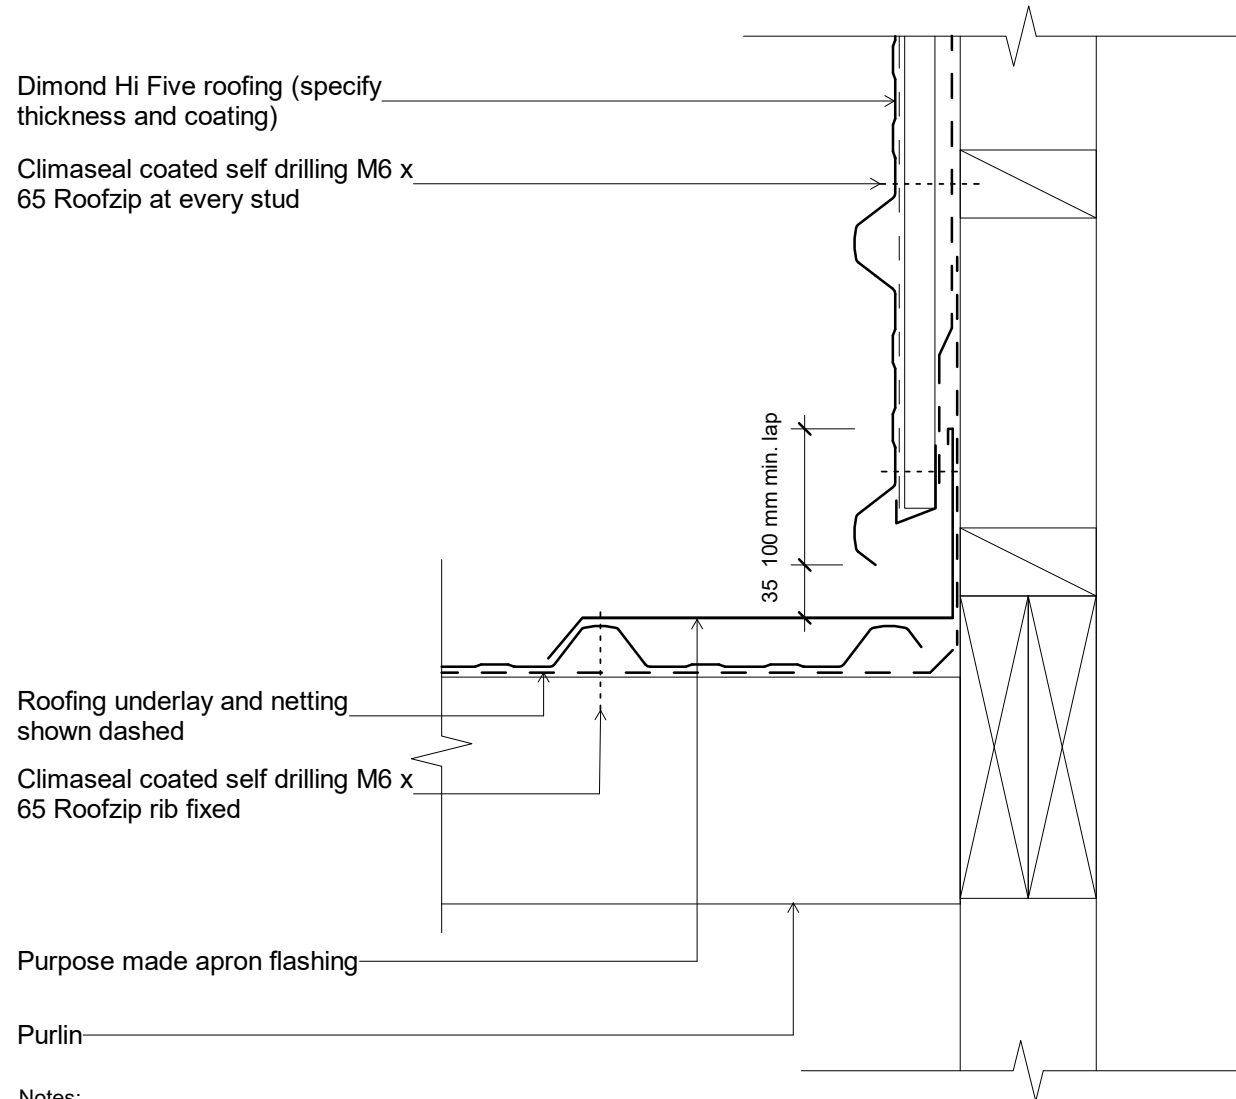 Dimond Hi Five roofing (specify
thickness and coating)
Climaseal coated self drilling M6 x
65 Roofzip at every stud
35 100 mm min. lap
Roofing underlay and netting
shown dashed
Climaseal coated self drilling M6 x
65 Roofzip rib fixed
Purpose made apron flashing
Purlin
Notes: